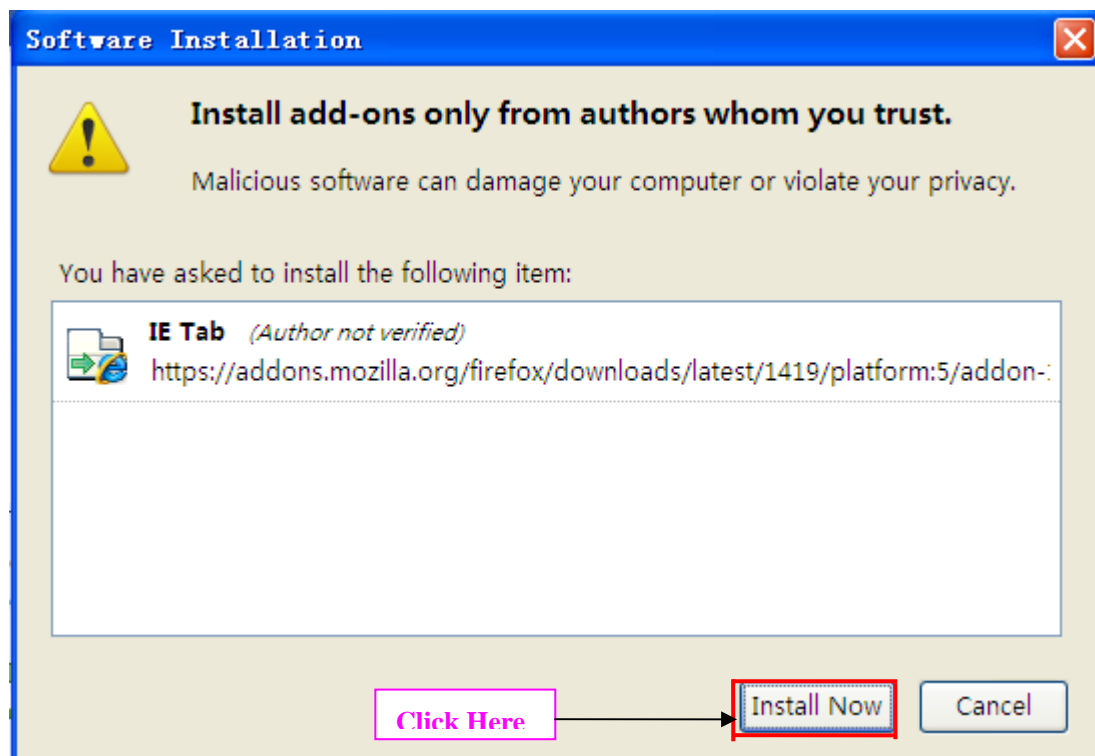 Software Installation
Install add-ons only from authors whom you trust.
Malicious software can damage your computer or violate your privacy.
You have asked to install the following item:
IE Tab (Author not verified)
https://addons.mozilla.org/firefox/downloads/latest/1419/platform:5/addon-
Click Here
Install Now
Cancel